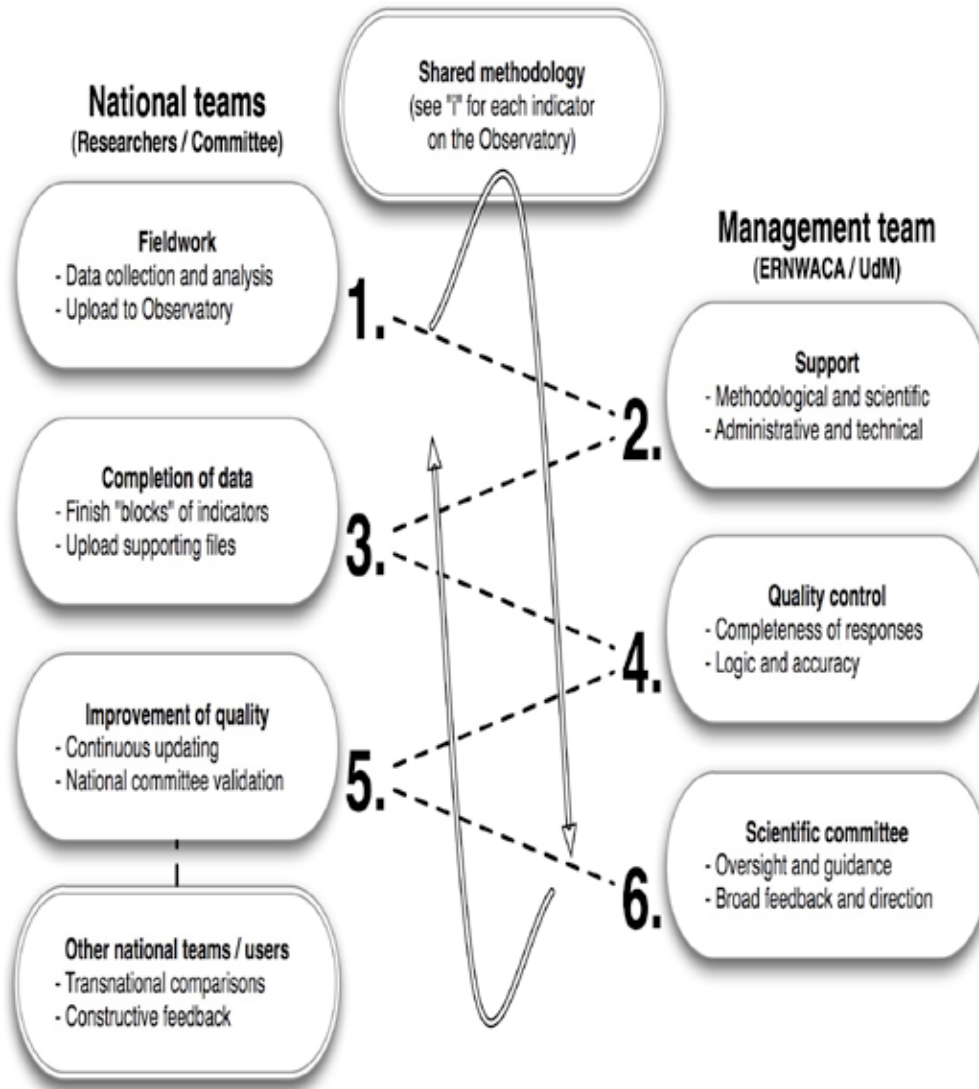 Shared methodology
(see "i" for each indicator
on the Observatory)
National teams
(Researchers / Committee)
Fieldwork
- Data collection and analysis
- Upload to Observatory
1.
Management team
(ERNWACA / UdM)
Support
- Methodological and scientific
- Administrative and technical
2.
Completion of data
- Finish "blocks" of indicators
- Upload supporting files
3.
Quality control
- Completeness of responses
- Logic and accuracy
4.
Improvement of quality
- Continuous updating
- National committee validation
5.
Scientific committee
- Oversight and guidance
- Broad feedback and direction
6.
Other national teams / users
- Transnational comparisons
- Constructive feedback